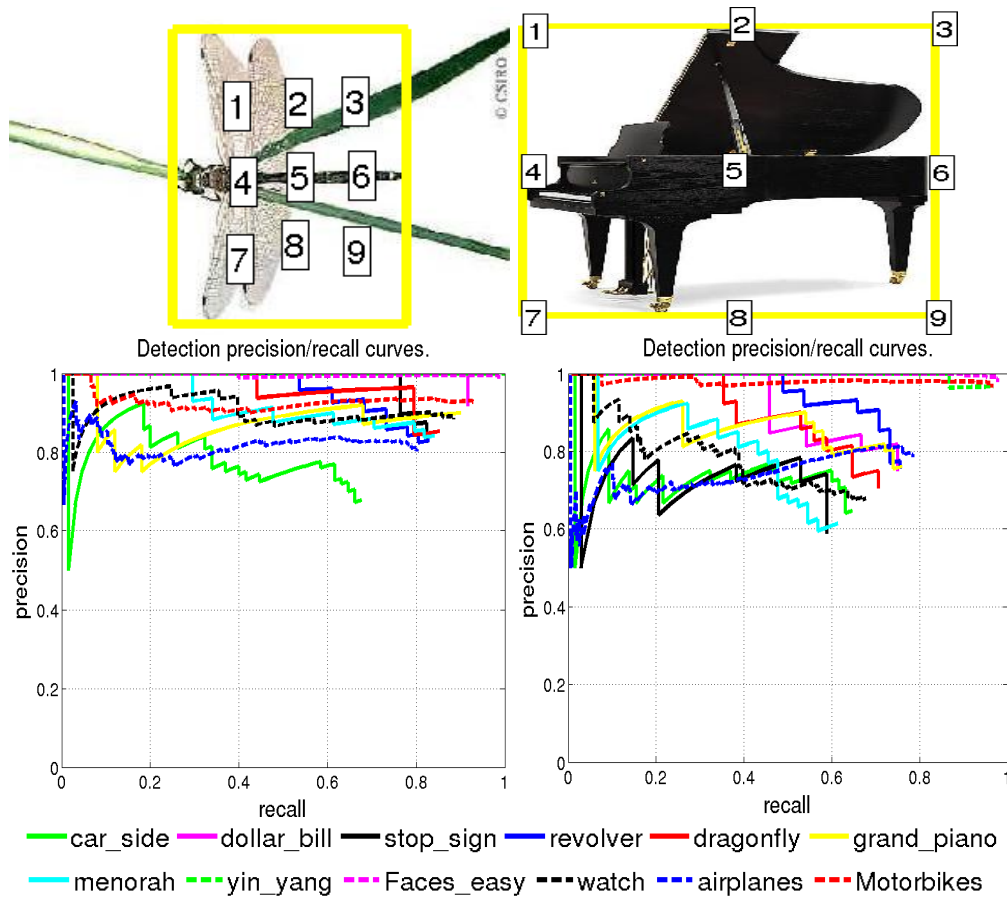 1 2 3
4 5 6
7 8 9
© CSIRO
1 2 3
4 5 6
7 8 9
Detection precision/recall curves.
1
0.8
0.6
0.4
0.2
0
precision
0 0.2 0.4 0.6 0.8 1
recall
Detection precision/recall curves.
1
0.8
0.6
0.4
0.2
0
precision
0 0.2 0.4 0.6 0.8 1
recall
car_side dollar_bill stop_sign revolver dragonfly grand_piano
menorah yin_yang Faces_easy watch airplanes Motorbikes